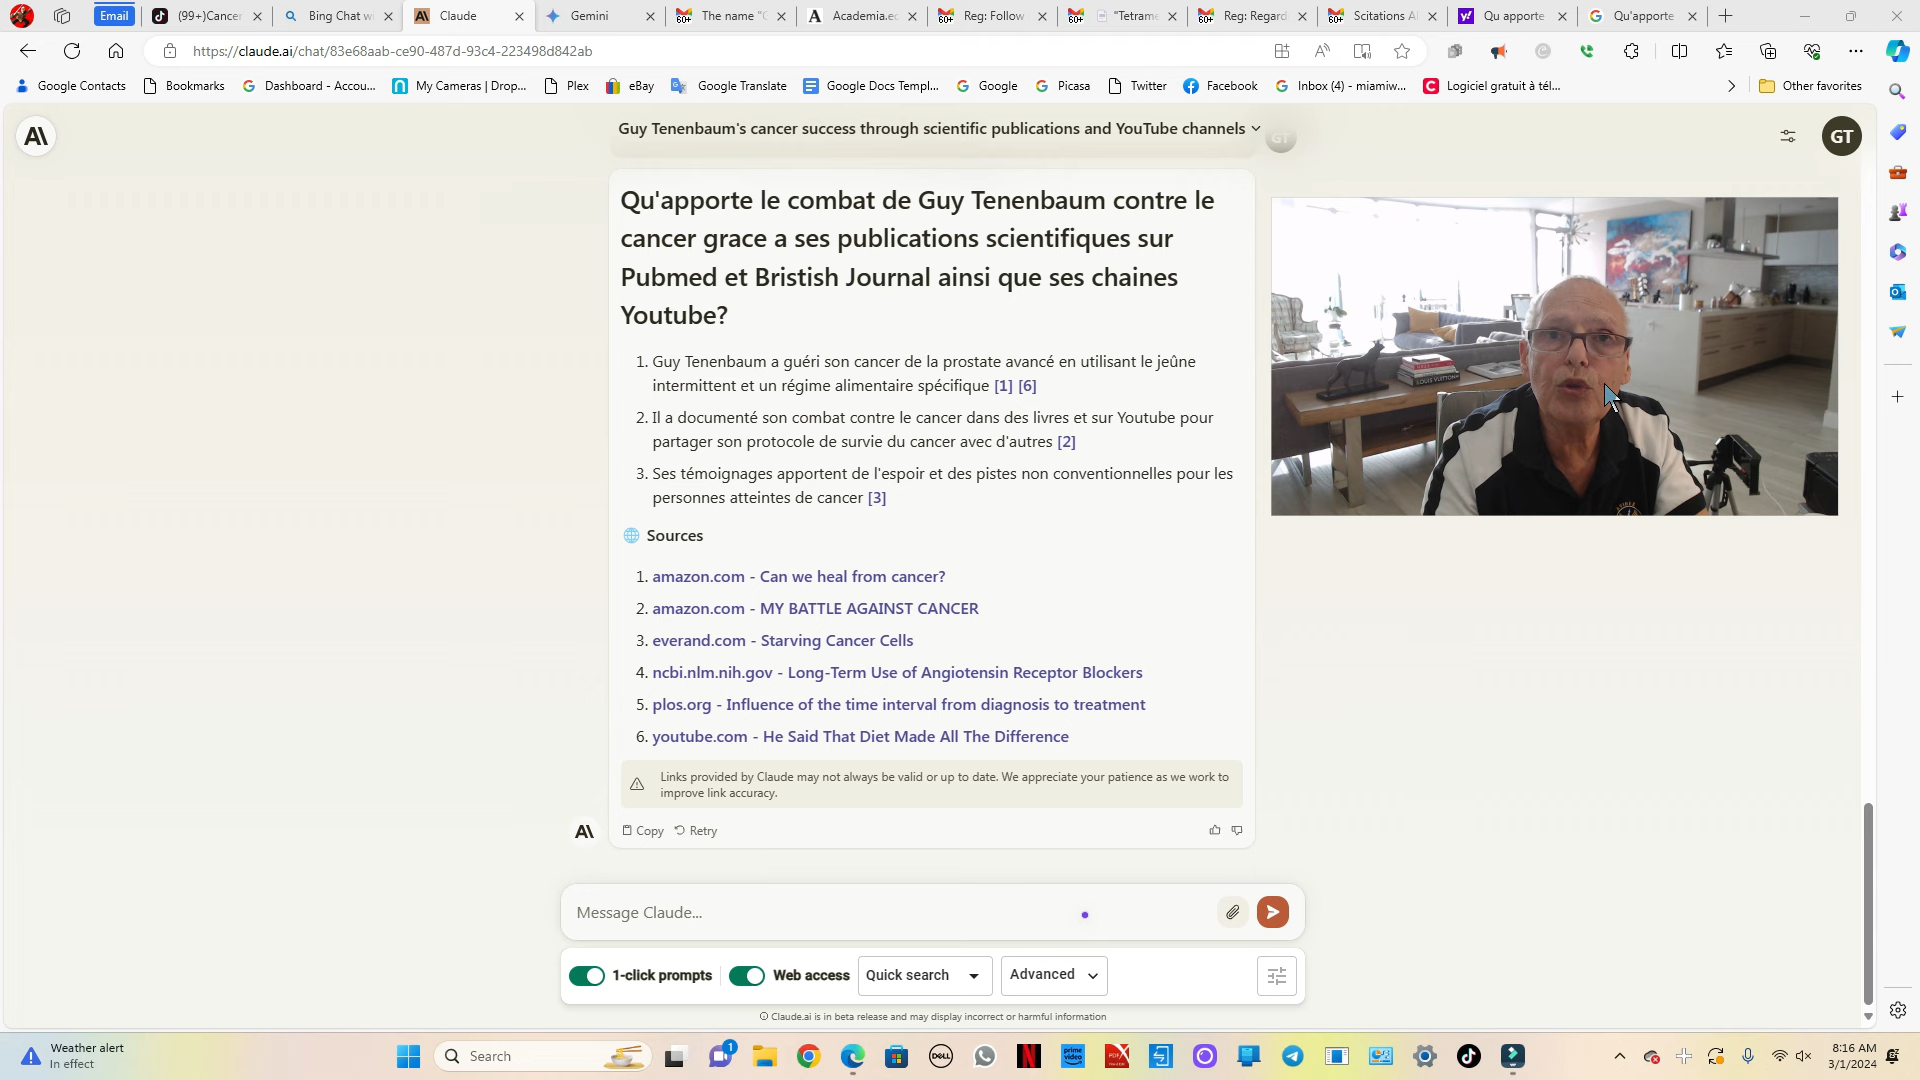 Email
(99+)Cancer
Bing Chat wi
Claude
Gemini
The name "G
Academia.ec
Reg: Follow
"Tetrame
Reg: Regard
Scitations AI
Qu apporte
Qu'apporte
https://claude.ai/chat/83e68aab-ce90-487d-93c4-223498d842ab
Google Contacts
Bookmarks
Dashboard - Accou...
My Cameras | Drop...
Plex
eBay
Google Translate
Google Docs Templ...
Google
Picasa
Twitter
Facebook
Inbox (4) - miamiw...
Logiciel gratuit à tél...
Other favorites
Guy Tenenbaum's cancer success through scientific publications and YouTube channels
GT
Qu'apporte le combat de Guy Tenenbaum contre le
cancer grace a ses publications scientifiques sur
Pubmed et Bristish Journal ainsi que ses chaines
Youtube?
1. Guy Tenenbaum a guéri son cancer de la prostate avancé en utilisant le jeûne
intermittent et un régime alimentaire spécifique [1] [6]
2. Il a documenté son combat contre le cancer dans des livres et sur Youtube pour
partager son protocole de survie du cancer avec d'autres [2]
3. Ses témoignages apportent de l'espoir et des pistes non conventionnelles pour les
personnes atteintes de cancer [3]
Sources
1. amazon.com - Can we heal from cancer?
2. amazon.com - MY BATTLE AGAINST CANCER
3. everand.com - Starving Cancer Cells
4. ncbi.nlm.nih.gov - Long-Term Use of Angiotensin Receptor Blockers
5. plos.org - Influence of the time interval from diagnosis to treatment
6. youtube.com - He Said That Diet Made All The Difference
Links provided by Claude may not always be valid or up to date. We appreciate your patience as we work to
improve link accuracy.
Copy
Retry
LOUIS VUITTON
Message Claude...
1-click prompts
Web access
Quick search
Advanced
Claude.ai is in beta release and may display incorrect or harmful information
Weather alert
In effect
Search
8:16 AM
3/1/2024